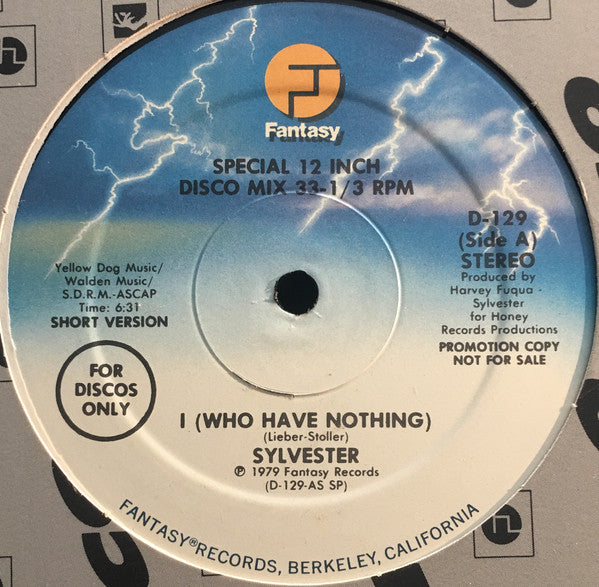 Fantasy
SPECIAL 12 INCH
DISCO MIX 33-1/3 RPM
D-129
(Side A)
STEREO
Produced by
Harvey Fuqua -
Sylvester
for Honey
Records Productions
PROMOTION COPY
NOT FOR SALE
Yellow Dog Music/
Walden Music/
S.D.R.M.-ASCAP
Time: 6:31
SHORT VERSION
FOR
DISCOS
ONLY
I (WHO HAVE NOTHING)
(Lieber-Stoller)
SYLVESTER
℗ 1979 Fantasy Records
(D-129-AS SP)
FANTASY® RECORDS, BERKELEY, CALIFORNIA